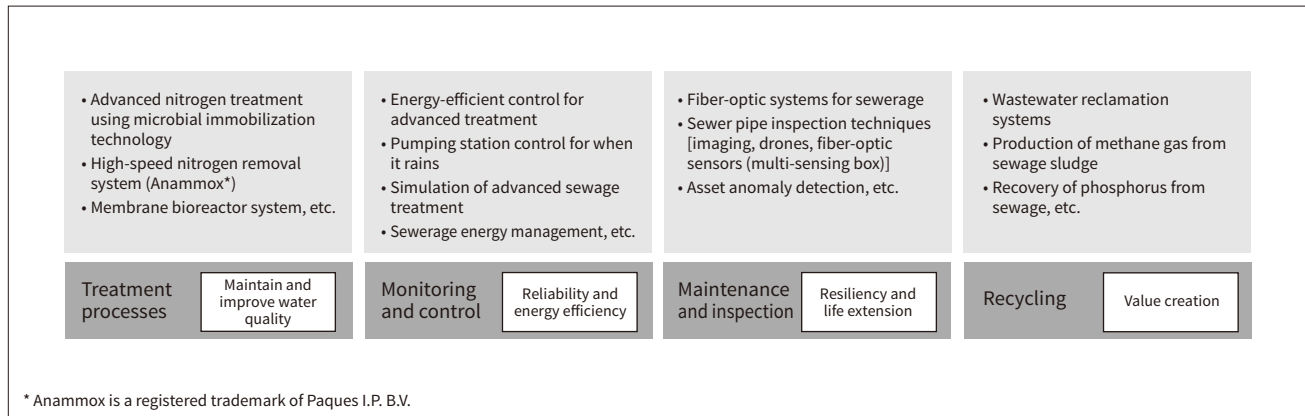 • Advanced nitrogen treatment
using microbial immobilization
technology
• High-speed nitrogen removal
system (Anammox*)
• Membrane bioreactor system, etc.
Treatment
processes
Maintain and
improve water
quality
• Energy-efficient control for
advanced treatment
• Pumping station control for when
it rains
• Simulation of advanced sewage
treatment
• Sewerage energy management, etc.
Monitoring
and control
Reliability and
energy efficiency
• Fiber-optic systems for sewerage
• Sewer pipe inspection techniques
[imaging, drones, fiber-optic
sensors (multi-sensing box)]
• Asset anomaly detection, etc.
Maintenance
and inspection
Resiliency and
life extension
• Wastewater reclamation
systems
• Production of methane gas from
sewage sludge
• Recovery of phosphorus from
sewage, etc.
Recycling
Value creation
* Anammox is a registered trademark of Paques I.P. B.V.